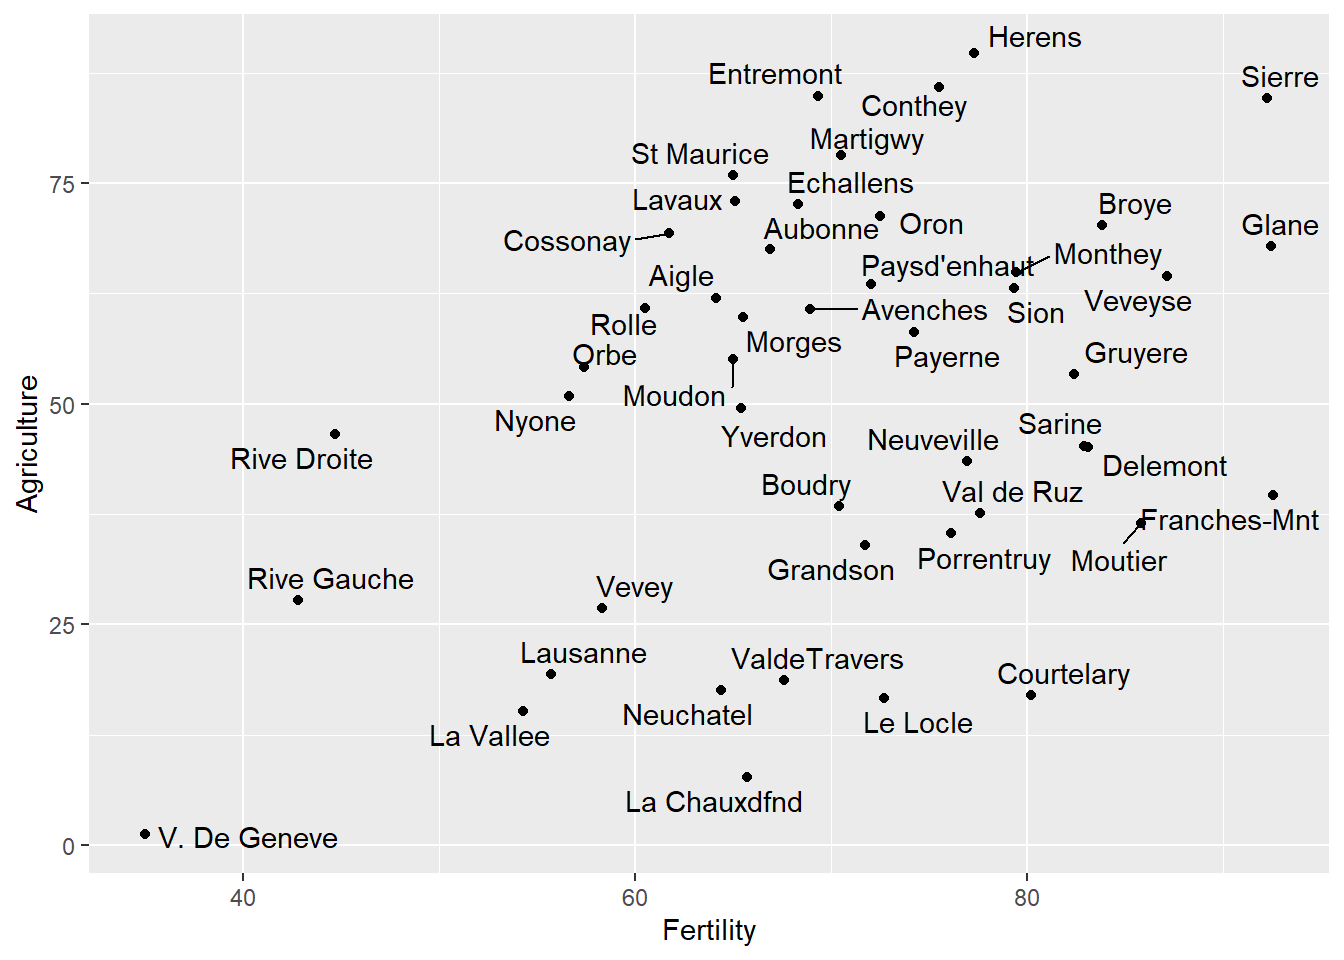 Herens
Entremont
Sierre
Conthey
Martigwy
St Maurice
Echallens
Lavaux
Broye
Oron
Glane
Aubonne
Cossonay
Monthey
Paysd'enhaut
Aigle
Veveyse
Avenches
Sion
Rolle
Morges
Orbe
Payerne
Gruyere
Moudon
Nyone
Sarine
Yverdon
Neuveville
Rive Droite
Delemont
Boudry
Val de Ruz
Franches-Mnt
Porrentruy
Moutier
Grandson
Rive Gauche
Vevey
Lausanne
ValdeTravers
Courtelary
Neuchatel
Le Locle
La Vallee
La Chauxdfnd
V. De Geneve
75
50
25
0
Agriculture
40 60 80
Fertility